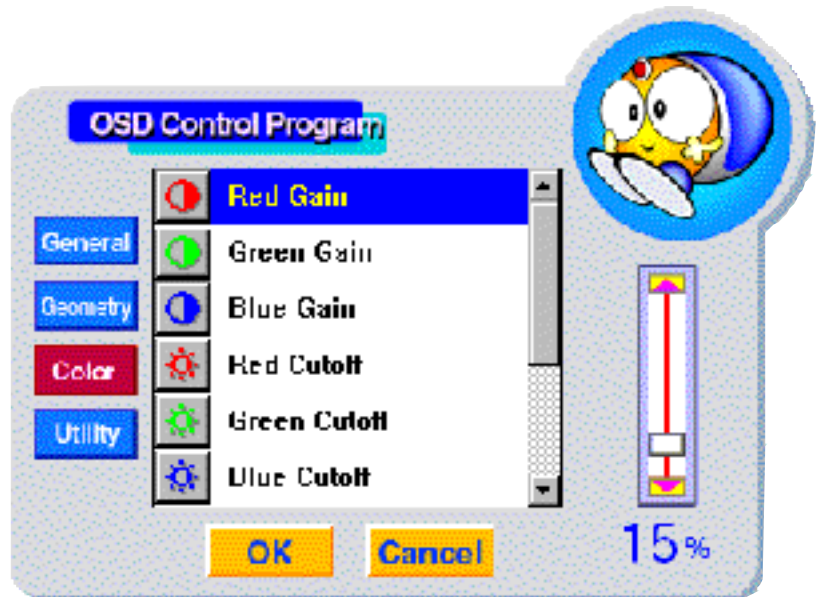 OSD Control Program
General
Geometry
Color
Utility
Red Gain
Green Gain
Blue Gain
Red Cutoff
Green Cutoff
Blue Cutoff
OK
Cancel
15%